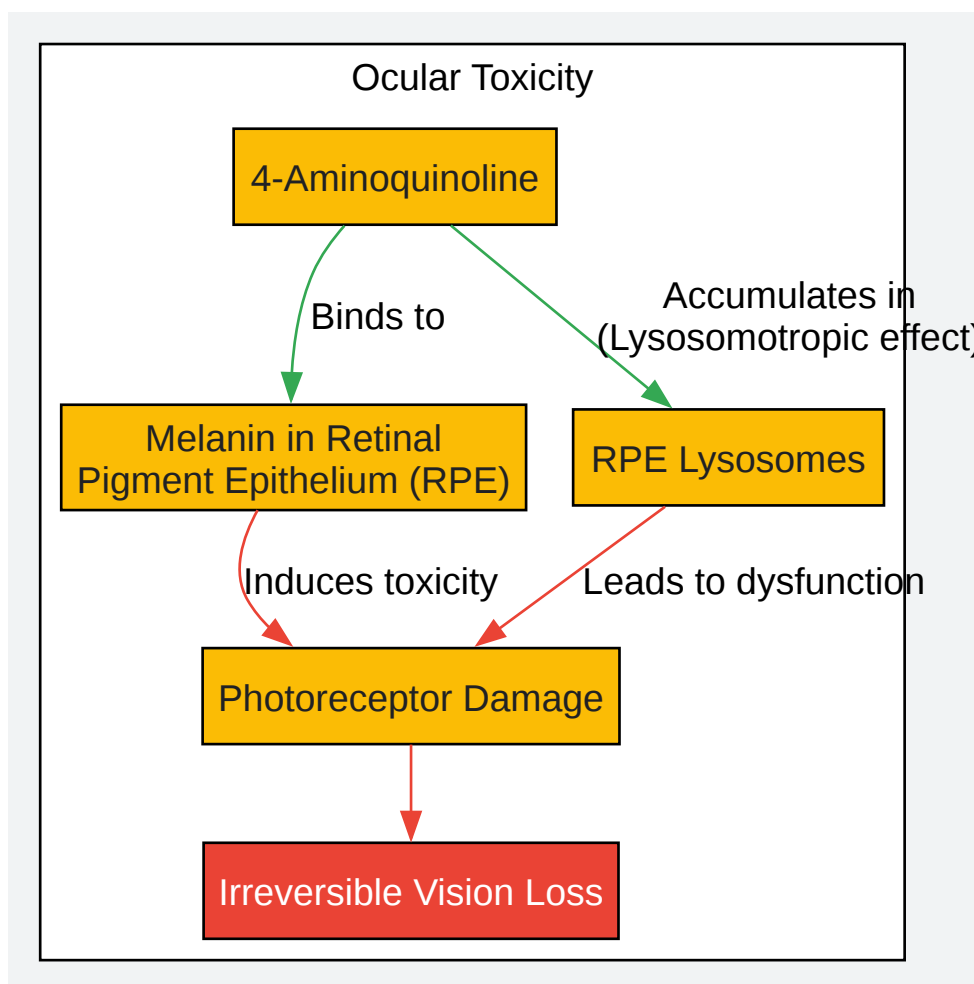 Ocular Toxicity
4-Aminoquinoline
Binds to
Accumulates in
(Lysosomotropic effect)
Melanin in Retinal
Pigment Epithelium (RPE)
RPE Lysosomes
Induces toxicity
Leads to dysfunction
Photoreceptor Damage
Irreversible Vision Loss